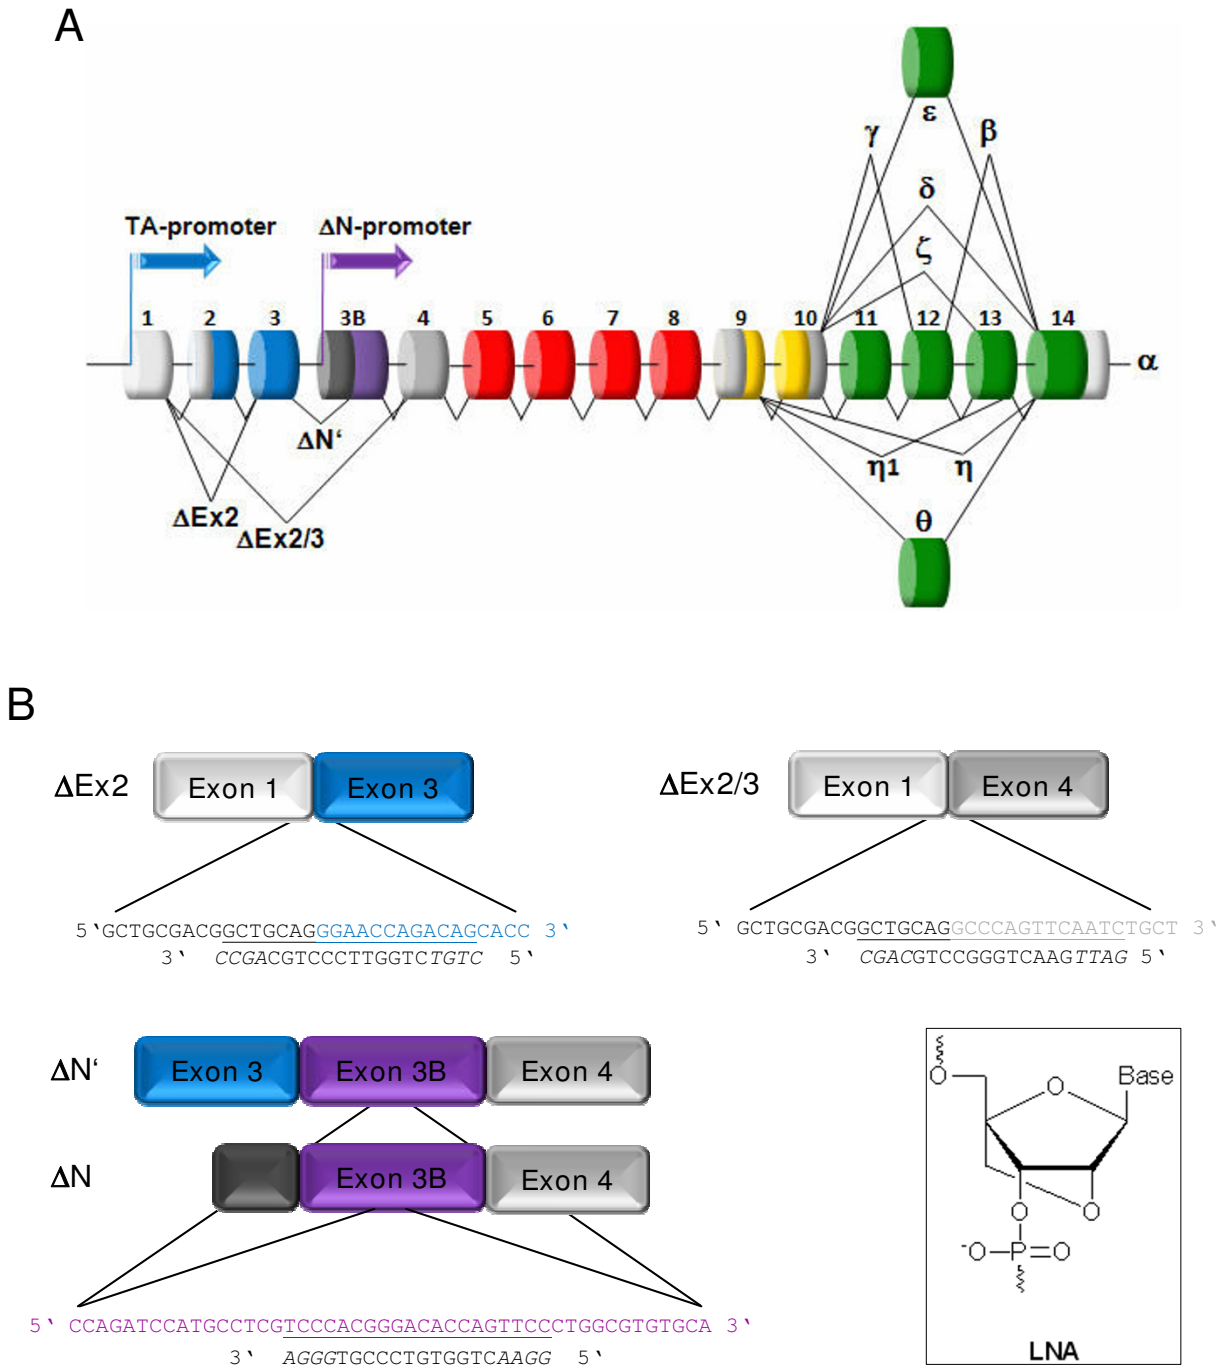 A
ε
γ β
δ
TA-promoter ΔN-promoter
ζ
1 2 3 3B 4 5 6 7 8 9 10 11 12 13 14
α
ΔN‘
η1 η
ΔEx2
ΔEx2/3
θ
B
ΔEx2 Exon 1 Exon 3
5‘GCTGCGACGGCTGCAGGGAACCAGACAGCACC 3‘
3‘ CCGACGTCCCTTGGTCTGTC 5‘
ΔEx2/3 Exon 1 Exon 4
5‘ GCTGCGACGGCTGCAGGCCCAGTTCAATCTGCT 3‘
3‘ CGACGTCCGGGTCAAGTTAG 5‘
ΔN‘ Exon 3 Exon 3B Exon 4
ΔN Exon 3B Exon 4
5‘ CCAGATCCATGCCTCGTCCCACGGGACACCAGTTCCCTGGCGTGTGCA 3‘
3‘ AGGGTGCCCTGTGGTCAAGG 5‘
O O Base
O O
-O—P=O
LNA